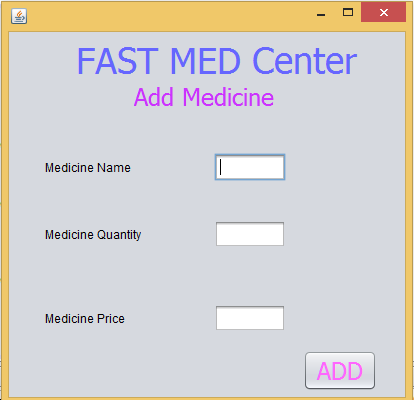 FAST MED Center
Add Medicine
Medicine Name
Medicine Quantity
Medicine Price
ADD